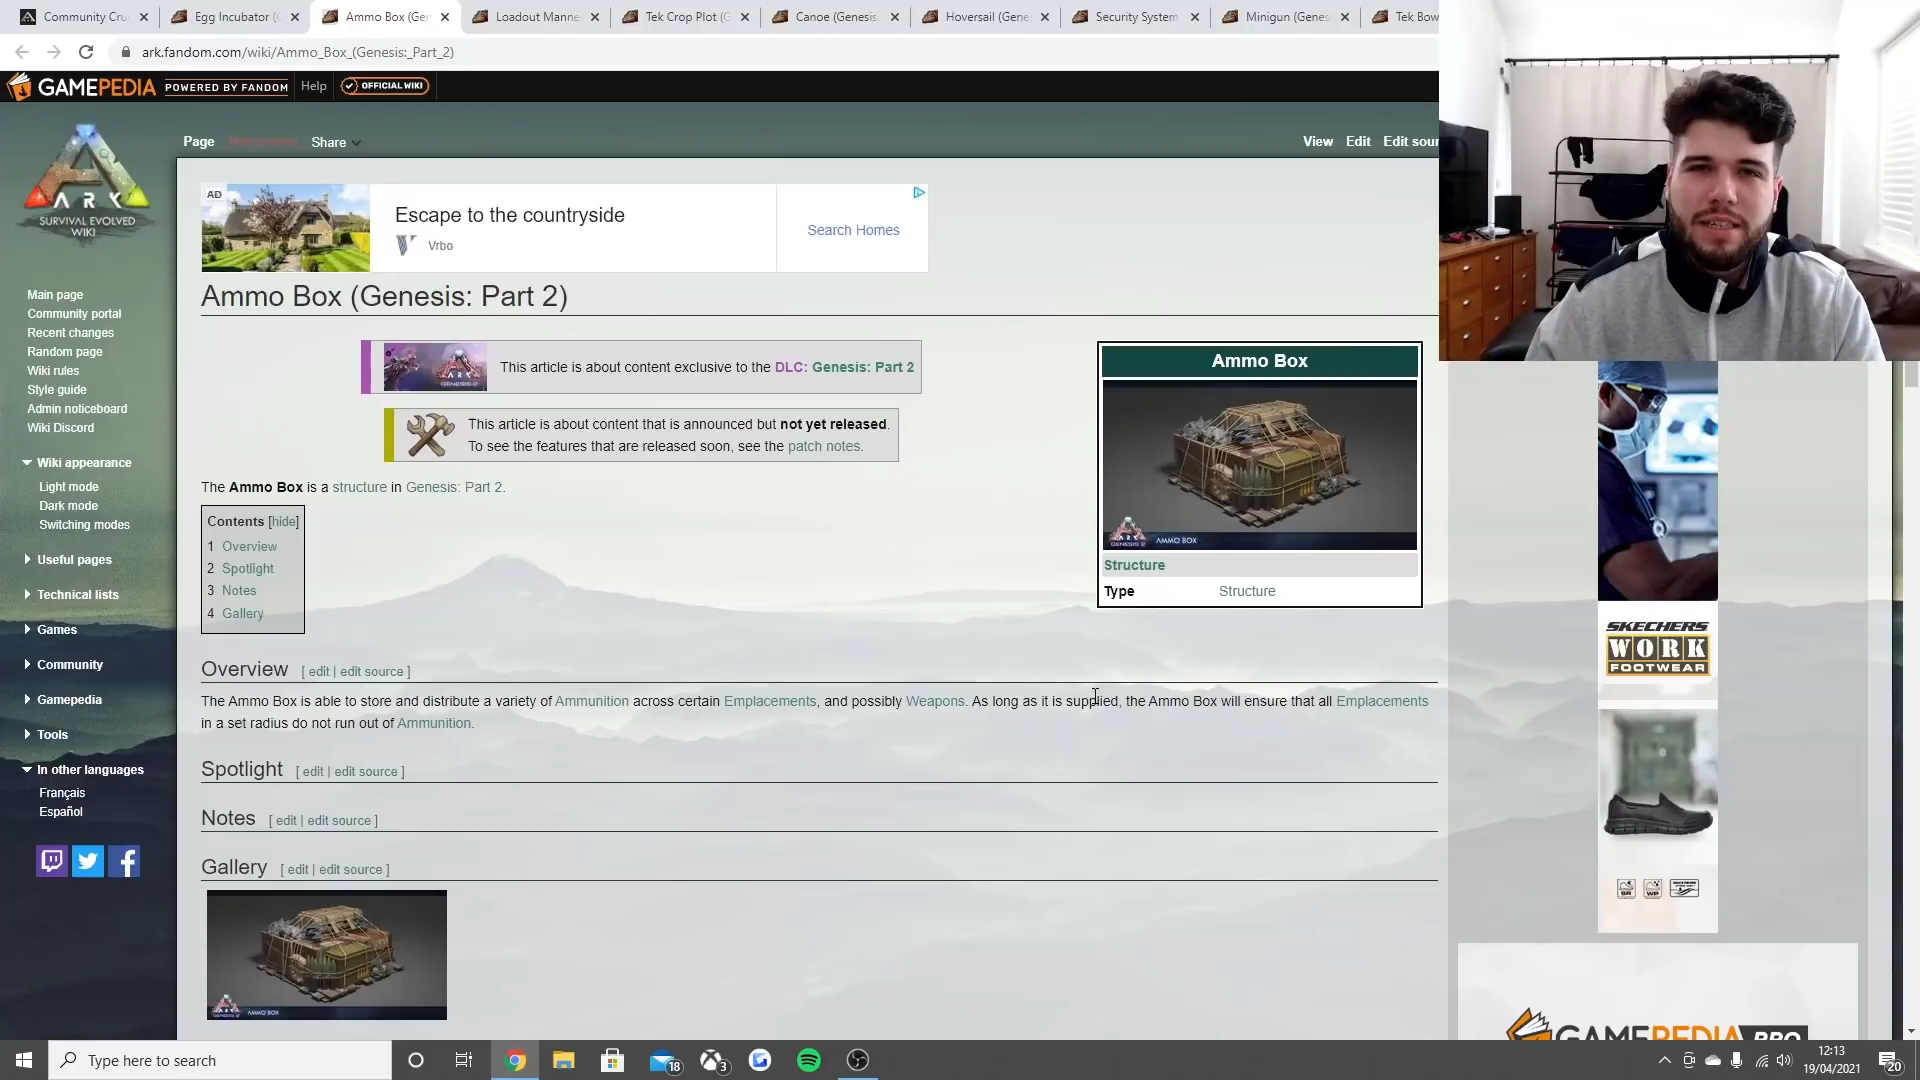 Community Cru
Egg Incubator (
Ammo Box (Ger
Loadout Manne
Tek Crop Plot (G
Canoe (Genesis:
Hoversail (Gene
Security System
Minigun (Genes
Tek Bow
ark.fandom.com/wiki/Ammo_Box_(Genesis:_Part_2)
GAMEPEDIA POWERED BY FANDOM
Help
OFFICIAL WIKI
ARK
SURVIVAL EVOLVED
WIKI
Page
Share
View
Edit
Edit sour
AD
Escape to the countryside
Vrbo
Search Homes
Ammo Box (Genesis: Part 2)
This article is about content exclusive to the DLC: Genesis: Part 2
This article is about content that is announced but not yet released.
To see the features that are released soon, see the patch notes.
The Ammo Box is a structure in Genesis: Part 2.
Contents [hide]
1 Overview
2 Spotlight
3 Notes
4 Gallery
Ammo Box
AMMO BOX
Structure
Type Structure
Overview [ edit | edit source ]
The Ammo Box is able to store and distribute a variety of Ammunition across certain Emplacements, and possibly Weapons. As long as it is supplied, the Ammo Box will ensure that all Emplacements
in a set radius do not run out of Ammunition.
Spotlight [ edit | edit source ]
Notes [ edit | edit source ]
Gallery [ edit | edit source ]
AMMO BOX
Main page
Community portal
Recent changes
Random page
Wiki rules
Style guide
Admin noticeboard
Wiki Discord
Wiki appearance
Light mode
Dark mode
Switching modes
Useful pages
Technical lists
Games
Community
Gamepedia
Tools
In other languages
Français
Español
SKECHERS
WORK
FOOTWEAR
SR
WP
GAMEPEDIA PRO
Type here to search
18
3
12:13
19/04/2021
20